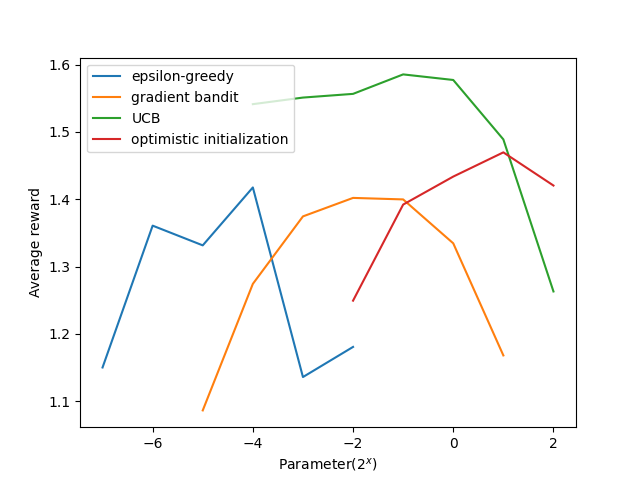 epsilon-greedy
gradient bandit
UCB
optimistic initialization
Average reward
1.6
1.5
1.4
1.3
1.2
1.1
−6 −4 −2 0 2
Parameter(2^x)